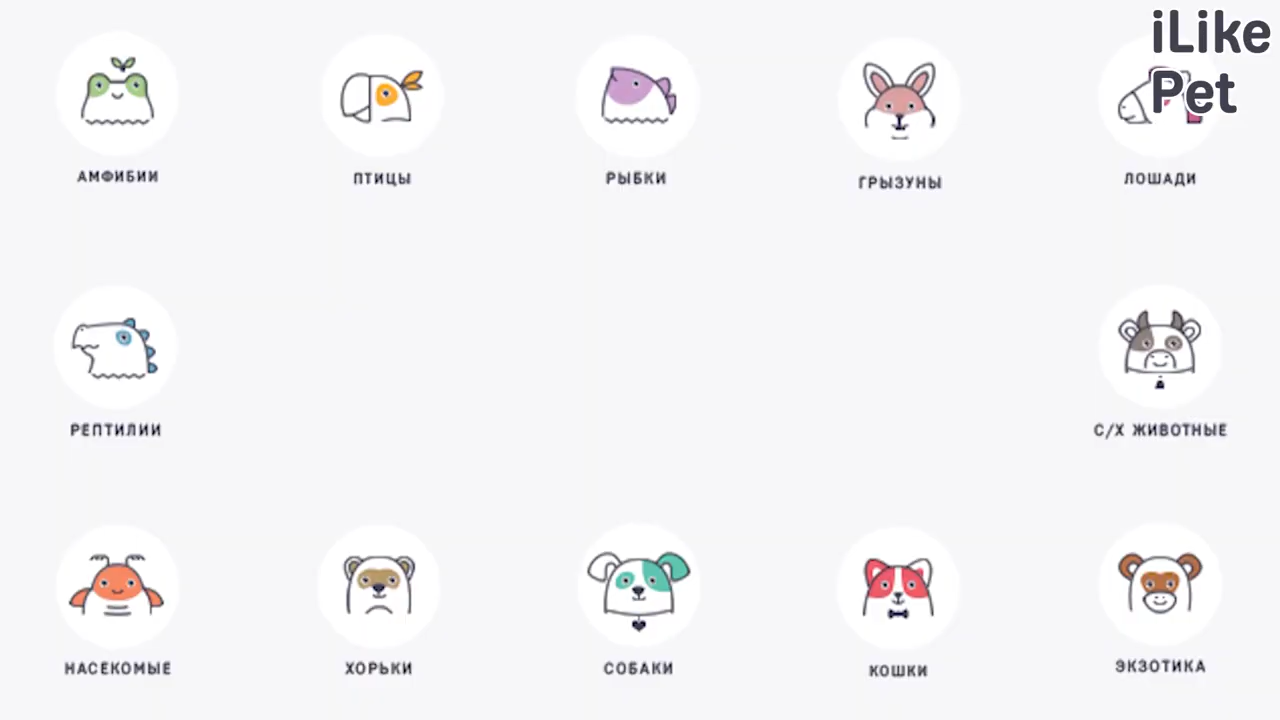 iLike
Pet
АМФИБИИ
ПТИЦЫ
РЫБКИ
ГРЫЗУНЫ
ЛОШАДИ
РЕПТИЛИИ
С/Х ЖИВОТНЫЕ
НАСЕКОМЫЕ
ХОРЬКИ
СОБАКИ
КОШКИ
ЭКЗОТИКА